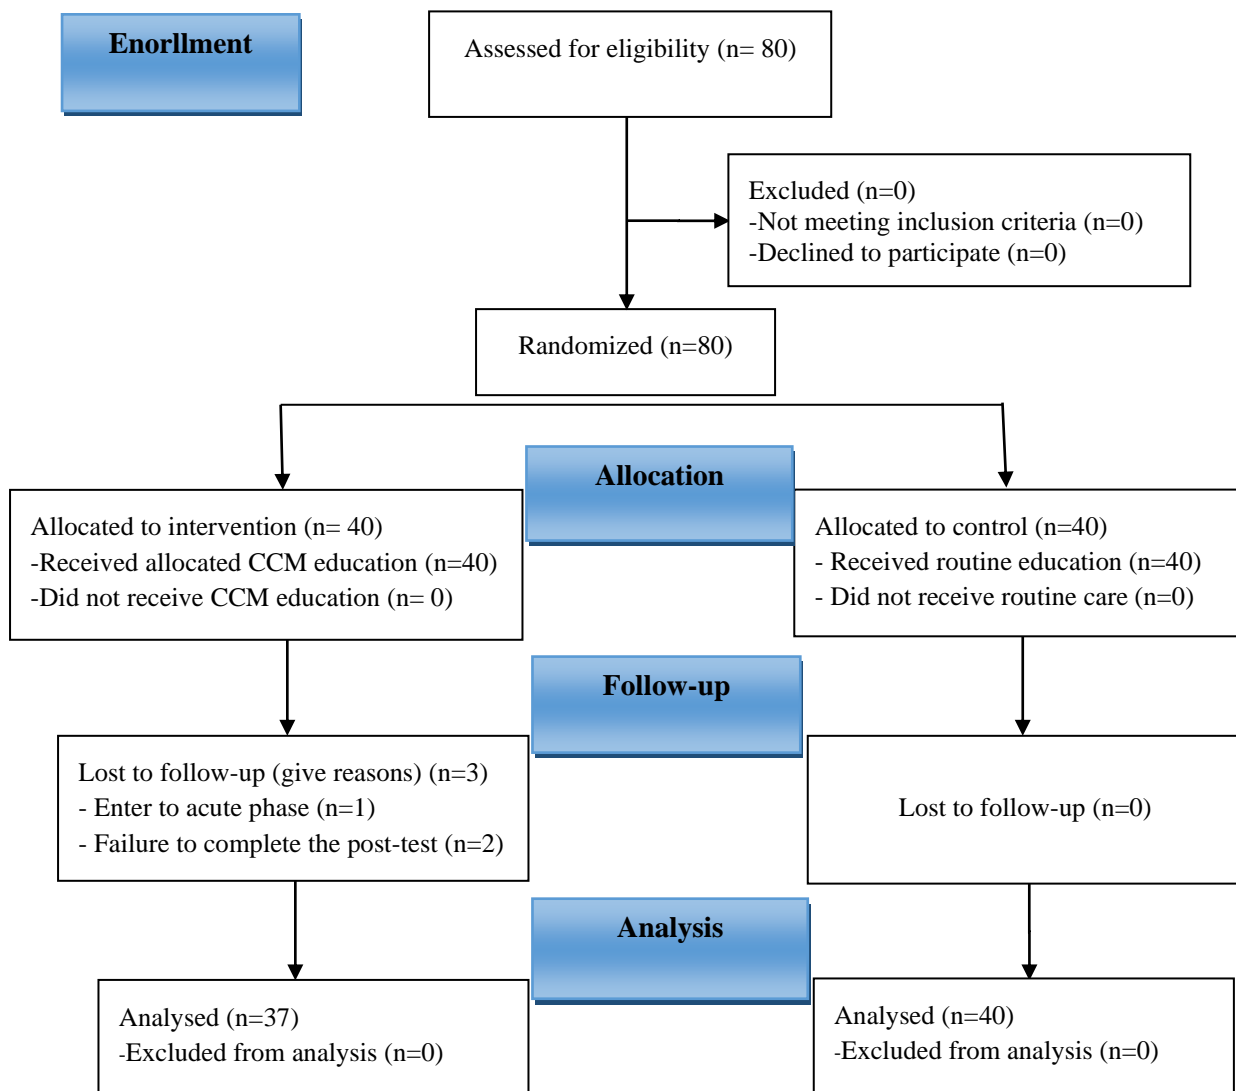 Enorllment
Assessed for eligibility (n= 80)
Excluded (n=0)
-Not meeting inclusion criteria (n=0)
-Declined to participate (n=0)
Randomized (n=80)
Allocation
Allocated to intervention (n= 40)
-Received allocated CCM education (n=40)
-Did not receive CCM education (n= 0)
Allocated to control (n=40)
- Received routine education (n=40)
- Did not receive routine care (n=0)
Follow-up
Lost to follow-up (give reasons) (n=3)
- Enter to acute phase (n=1)
- Failure to complete the post-test (n=2)
Lost to follow-up (n=0)
Analysis
Analysed (n=37)
-Excluded from analysis (n=0)
Analysed (n=40)
-Excluded from analysis (n=0)